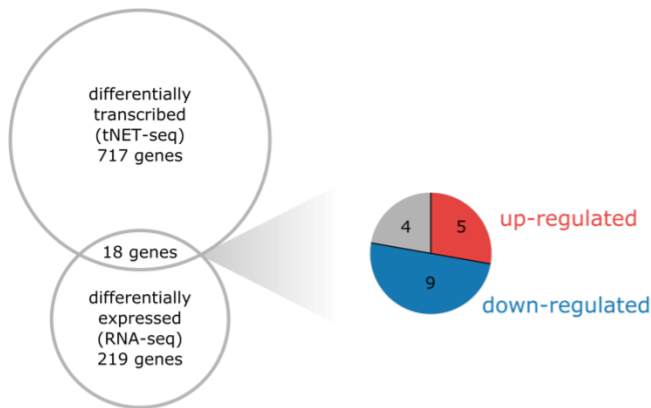 differentially
transcribed
(tNET-seq)
717 genes
18 genes
differentially
expressed
(RNA-seq)
219 genes
4
5
9
up-regulated
down-regulated